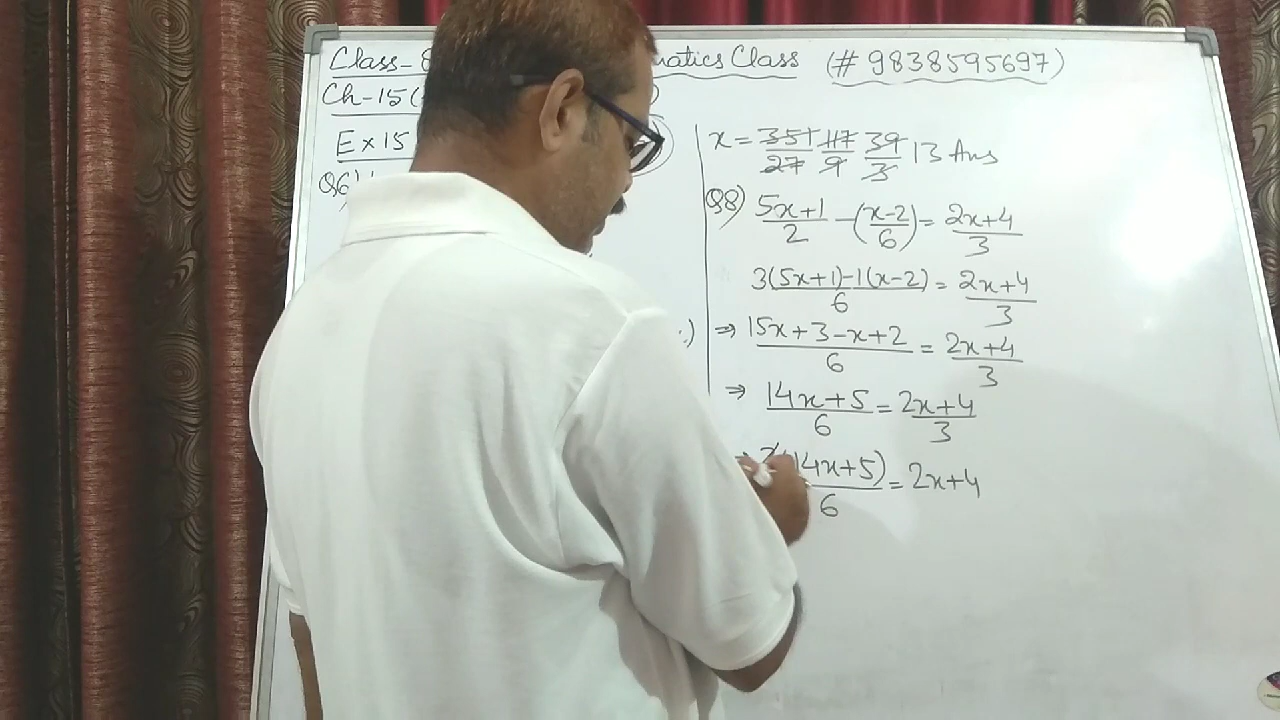 Class-8
matics Class (# 9838595697)
Ch-15(
Ex 15
Q6)
x = 351/27 117/9 39/3 13 Ans
Q8) 5x+1/2 - (x-2/6) = 2x+4/3
3(5x+1)-1(x-2)/6 = 2x+4/3
⇒ 15x+3-x+2/6 = 2x+4/3
⇒ 14x+5/6 = 2x+4/3
(14x+5)/6 = 2x+4